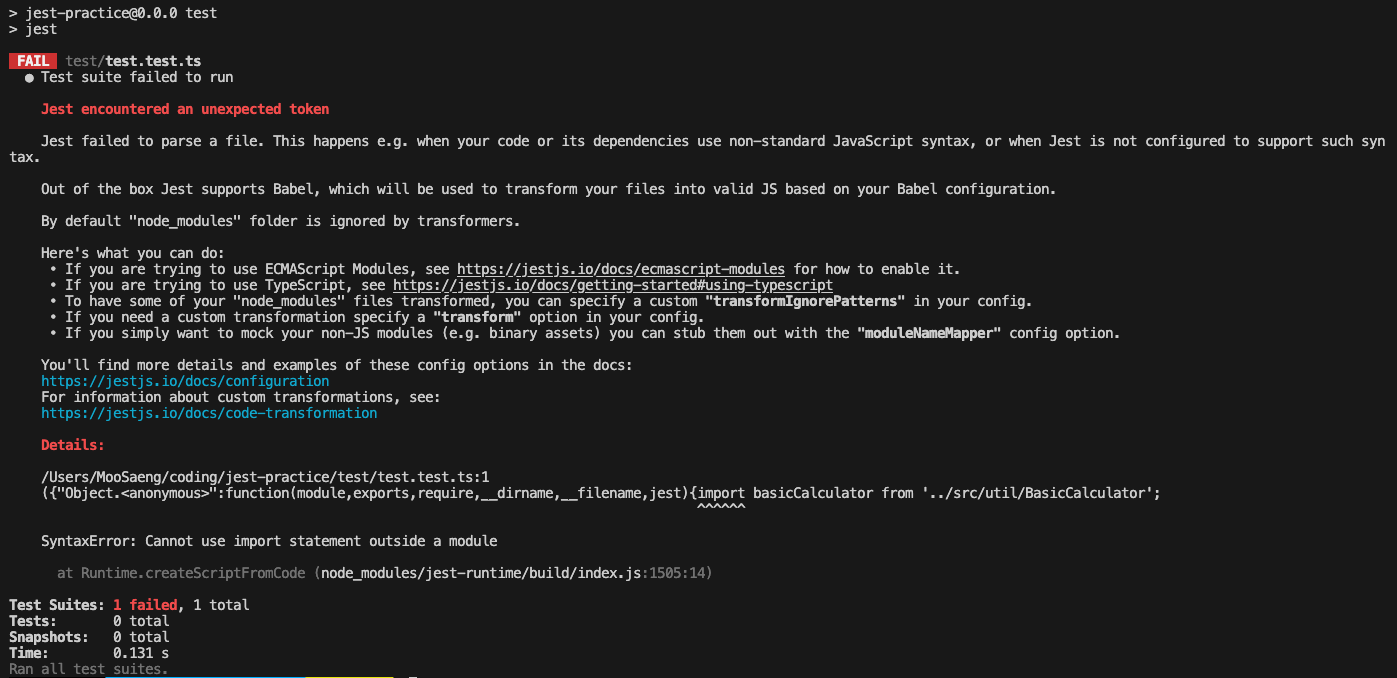 > jest-practice@0.0.0 test
> jest
FAIL test/test.test.ts
● Test suite failed to run
Jest encountered an unexpected token
Jest failed to parse a file. This happens e.g. when your code or its dependencies use non-standard JavaScript syntax, or when Jest is not configured to support such syn
tax.
Out of the box Jest supports Babel, which will be used to transform your files into valid JS based on your Babel configuration.
By default "node_modules" folder is ignored by transformers.
Here's what you can do:
• If you are trying to use ECMAScript Modules, see https://jestjs.io/docs/ecmascript-modules for how to enable it.
• If you are trying to use TypeScript, see https://jestjs.io/docs/getting-started#using-typescript
• To have some of your "node_modules" files transformed, you can specify a custom "transformIgnorePatterns" in your config.
• If you need a custom transformation specify a "transform" option in your config.
• If you simply want to mock your non-JS modules (e.g. binary assets) you can stub them out with the "moduleNameMapper" config option.
You'll find more details and examples of these config options in the docs:
https://jestjs.io/docs/configuration
For information about custom transformations, see:
https://jestjs.io/docs/code-transformation
Details:
/Users/MooSaeng/coding/jest-practice/test/test.test.ts:1
({"Object.<anonymous>":function(module,exports,require,__dirname,__filename,jest){import basicCalculator from '../src/util/BasicCalculator';
^^^^^^
SyntaxError: Cannot use import statement outside a module
at Runtime.createScriptFromCode (node_modules/jest-runtime/build/index.js:1505:14)
Test Suites: 1 failed, 1 total
Tests: 0 total
Snapshots: 0 total
Time: 0.131 s
Ran all test suites.